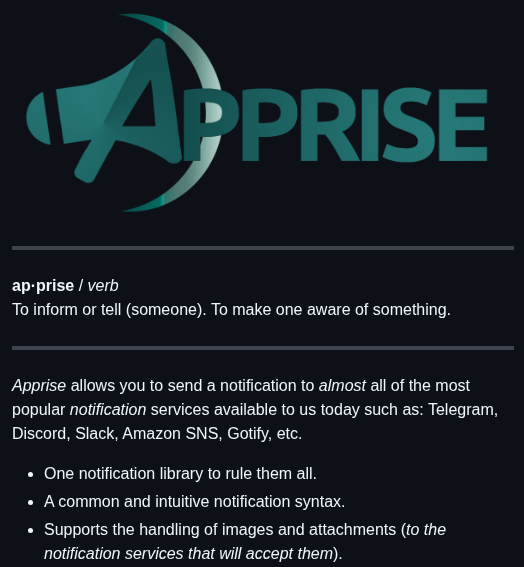 APPRISE
ap·prise / verb
To inform or tell (someone). To make one aware of something.
Apprise allows you to send a notification to almost all of the most
popular notification services available to us today such as: Telegram,
Discord, Slack, Amazon SNS, Gotify, etc.
• One notification library to rule them all.
• A common and intuitive notification syntax.
• Supports the handling of images and attachments (to the
notification services that will accept them).